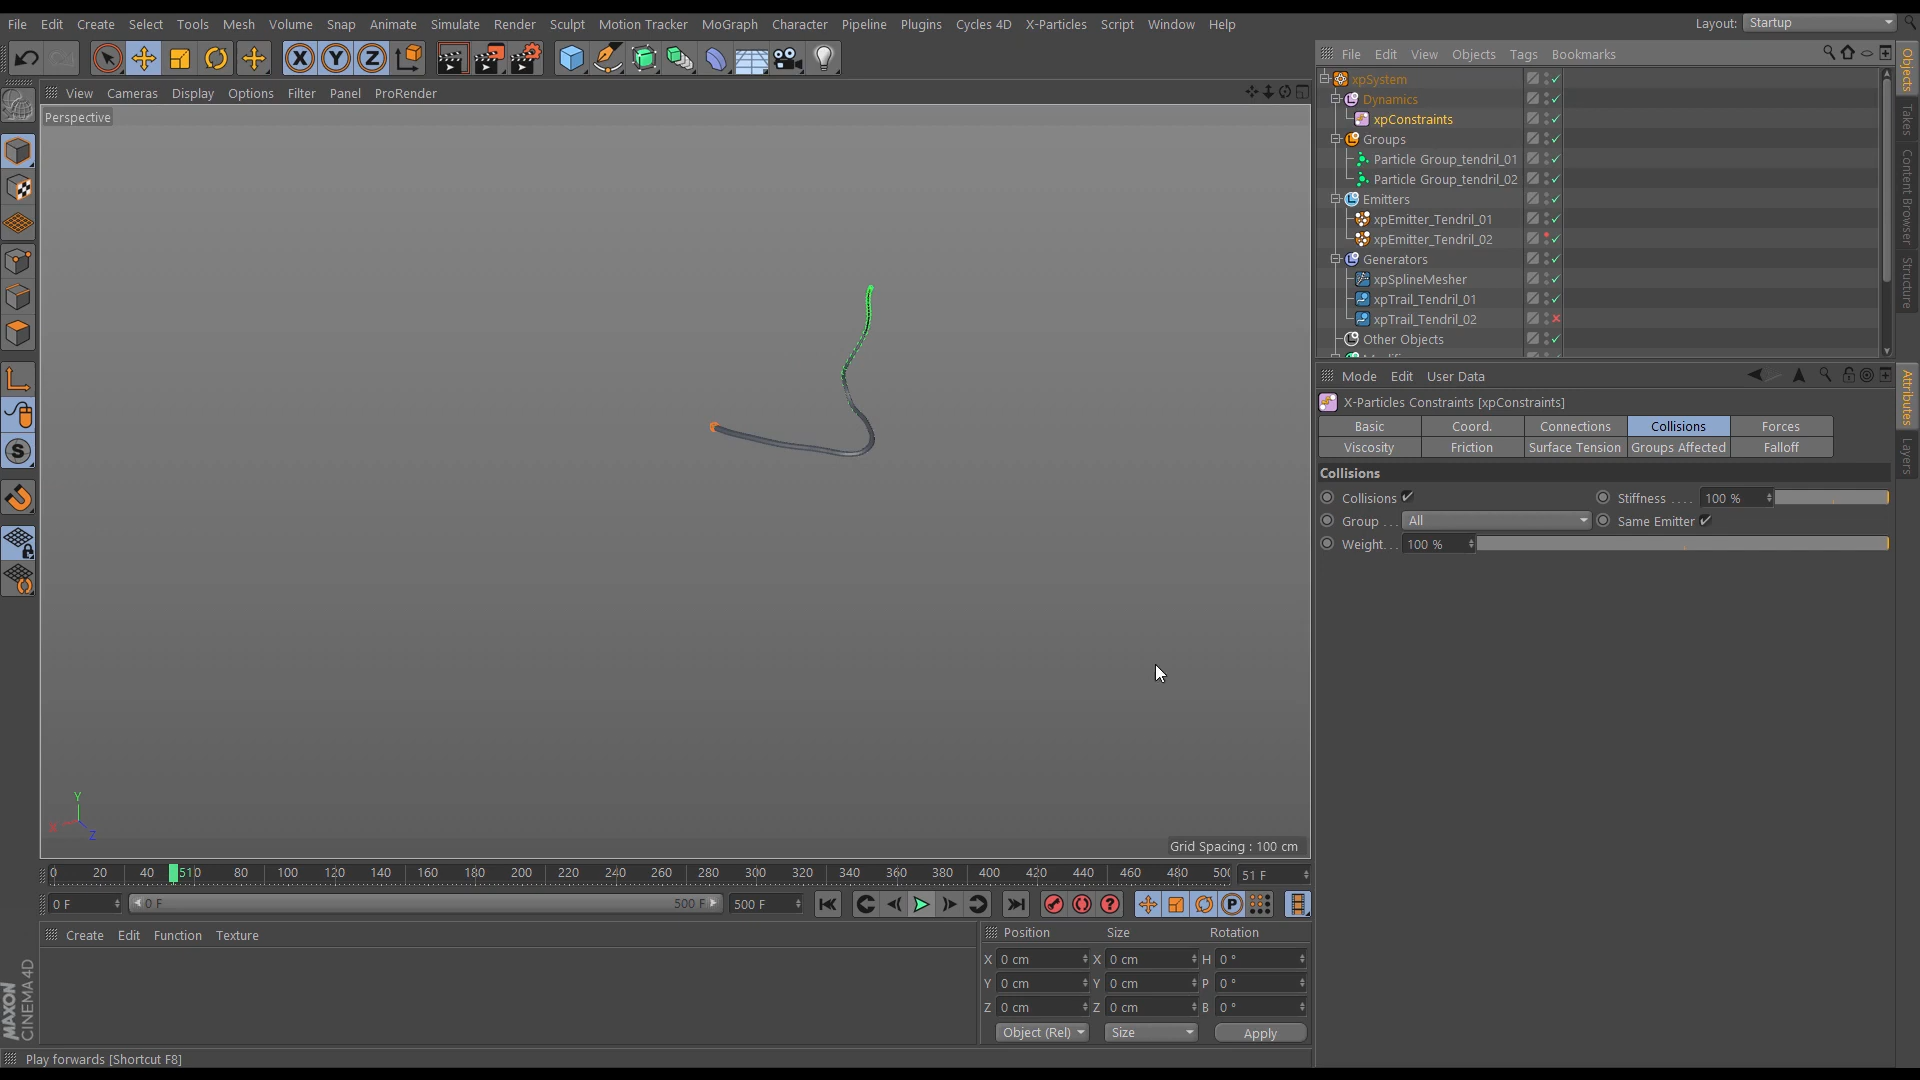 File Edit Create Select Tools Mesh Volume Snap Animate Simulate Render Sculpt Motion Tracker MoGraph Character Pipeline Plugins Cycles 4D X-Particles Script Window Help
Layout: Startup
X Y Z
File Edit View Objects Tags Bookmarks
View Cameras Display Options Filter Panel ProRender
Perspective
xpSystem
Dynamics
xpConstraints
Groups
Particle Group_tendril_01
Particle Group_tendril_02
Emitters
xpEmitter_Tendril_01
xpEmitter_Tendril_02
Generators
xpSplineMesher
xpTrail_Tendril_01
xpTrail_Tendril_02
Other Objects
Objects
Takes
Content Browser
Structure
Mode Edit User Data
X-Particles Constraints [xpConstraints]
Basic Coord. Connections Collisions Forces
Viscosity Friction Surface Tension Groups Affected Falloff
Collisions
Collisions Stiffness .... 100 %
Group ... All Same Emitter
Weight... 100 %
Attributes
Layers
Y
X
Z
Grid Spacing : 100 cm
0 20 40 510 80 100 120 140 160 180 200 220 240 260 280 300 320 340 360 380 400 420 440 460 480 500 51 F
0 F 0 F 500 F 500 F
Create Edit Function Texture
Position Size Rotation
X 0 cm X 0 cm H 0 °
Y 0 cm Y 0 cm P 0 °
Z 0 cm Z 0 cm B 0 °
Object (Rel) Size Apply
MAXON
CINEMA 4D
Play forwards [Shortcut F8]